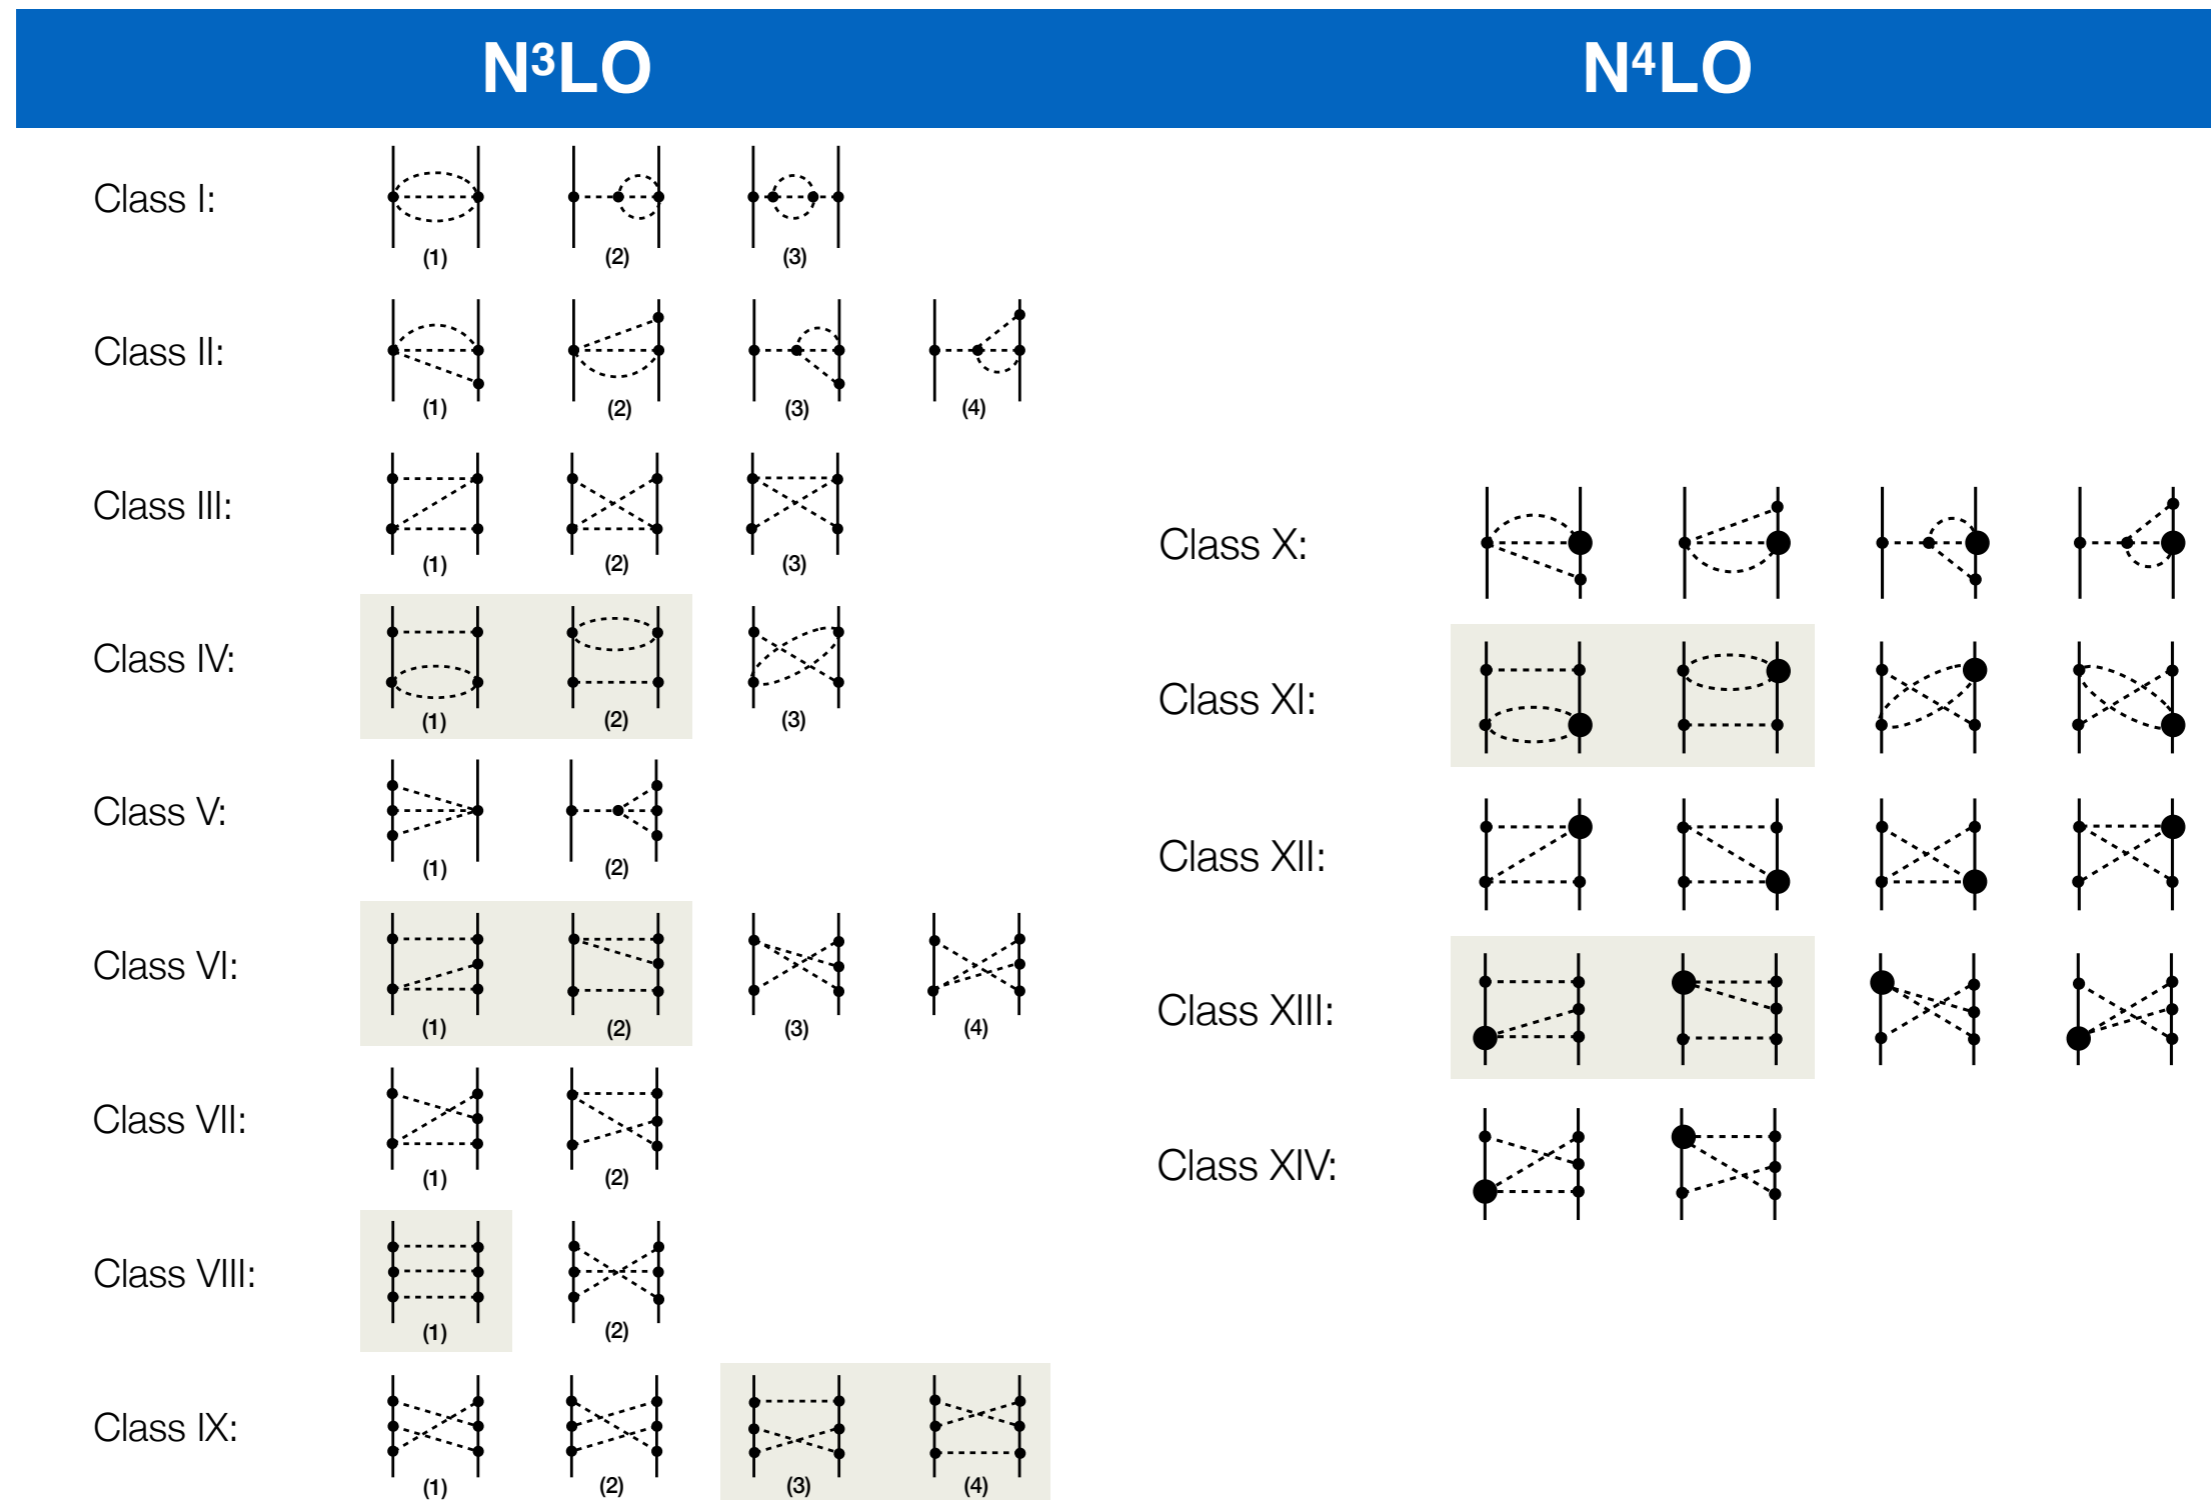 N³LO N⁴LO
Class I:
(1) (2) (3)
Class II:
(1) (2) (3) (4)
Class III:
(1) (2) (3)
Class X:
Class IV:
(1) (2) (3)
Class XI:
Class V:
(1) (2)
Class XII:
Class VI:
(1) (2) (3) (4)
Class XIII:
Class VII:
(1) (2)
Class XIV:
Class VIII:
(1) (2)
Class IX:
(1) (2) (3) (4)